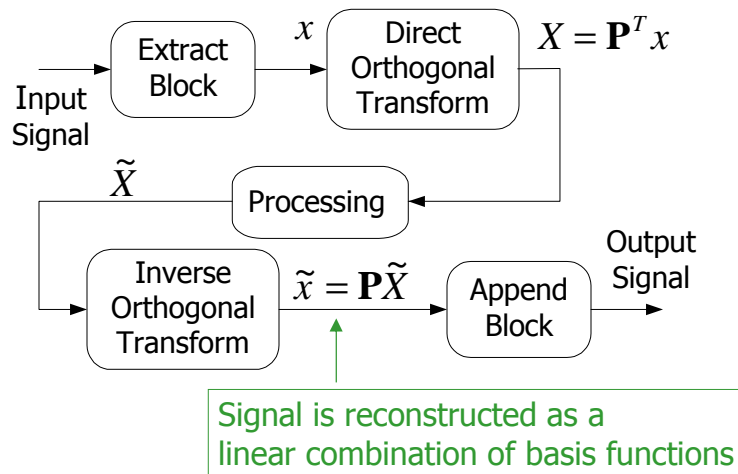 Input
Signal
Extract
Block
x
Direct
Orthogonal
Transform
X = Pᵀ x
Processing
X̃
Inverse
Orthogonal
Transform
x̃ = PX̃
Append
Block
Output
Signal
Signal is reconstructed as a
linear combination of basis functions